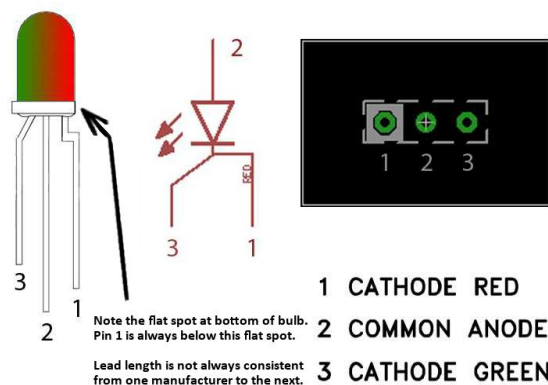 2
1
2
3
RED
3
1
3
1
2
Note the flat spot at bottom of bulb.
Pin 1 is always below this flat spot.
Lead length is not always consistent
from one manufacturer to the next.
1 CATHODE RED
2 COMMON ANODE
3 CATHODE GREEN